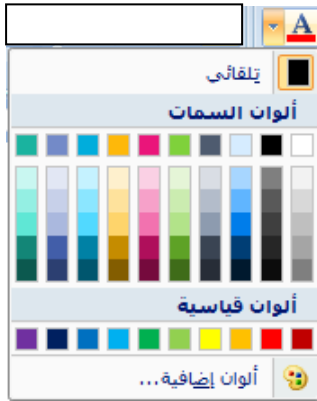 A
تلقائي
ألوان السمات
ألوان قياسية
ألوان إضافية...